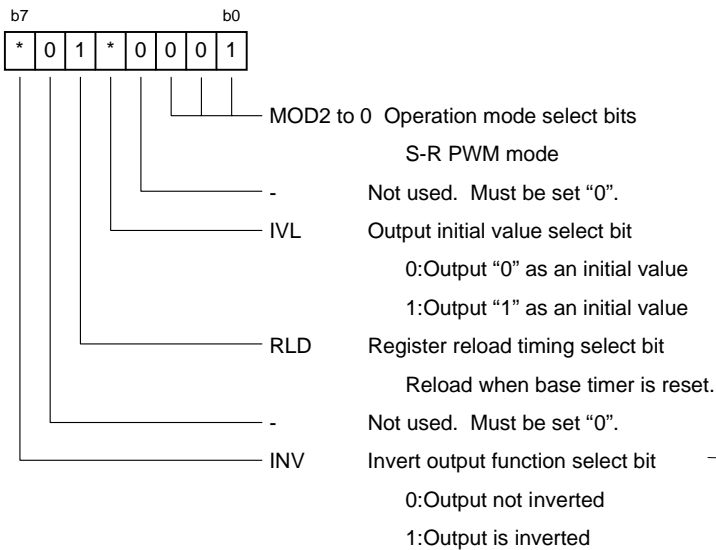 b7 b0
* 0 1 * 0 0 0 1
MOD2 to 0 Operation mode select bits
S-R PWM mode
- Not used. Must be set “0”.
IVL Output initial value select bit
0:Output “0” as an initial value
1:Output “1” as an initial value
RLD Register reload timing select bit
Reload when base timer is reset.
- Not used. Must be set “0”.
INV Invert output function select bit
0:Output not inverted
1:Output is inverted